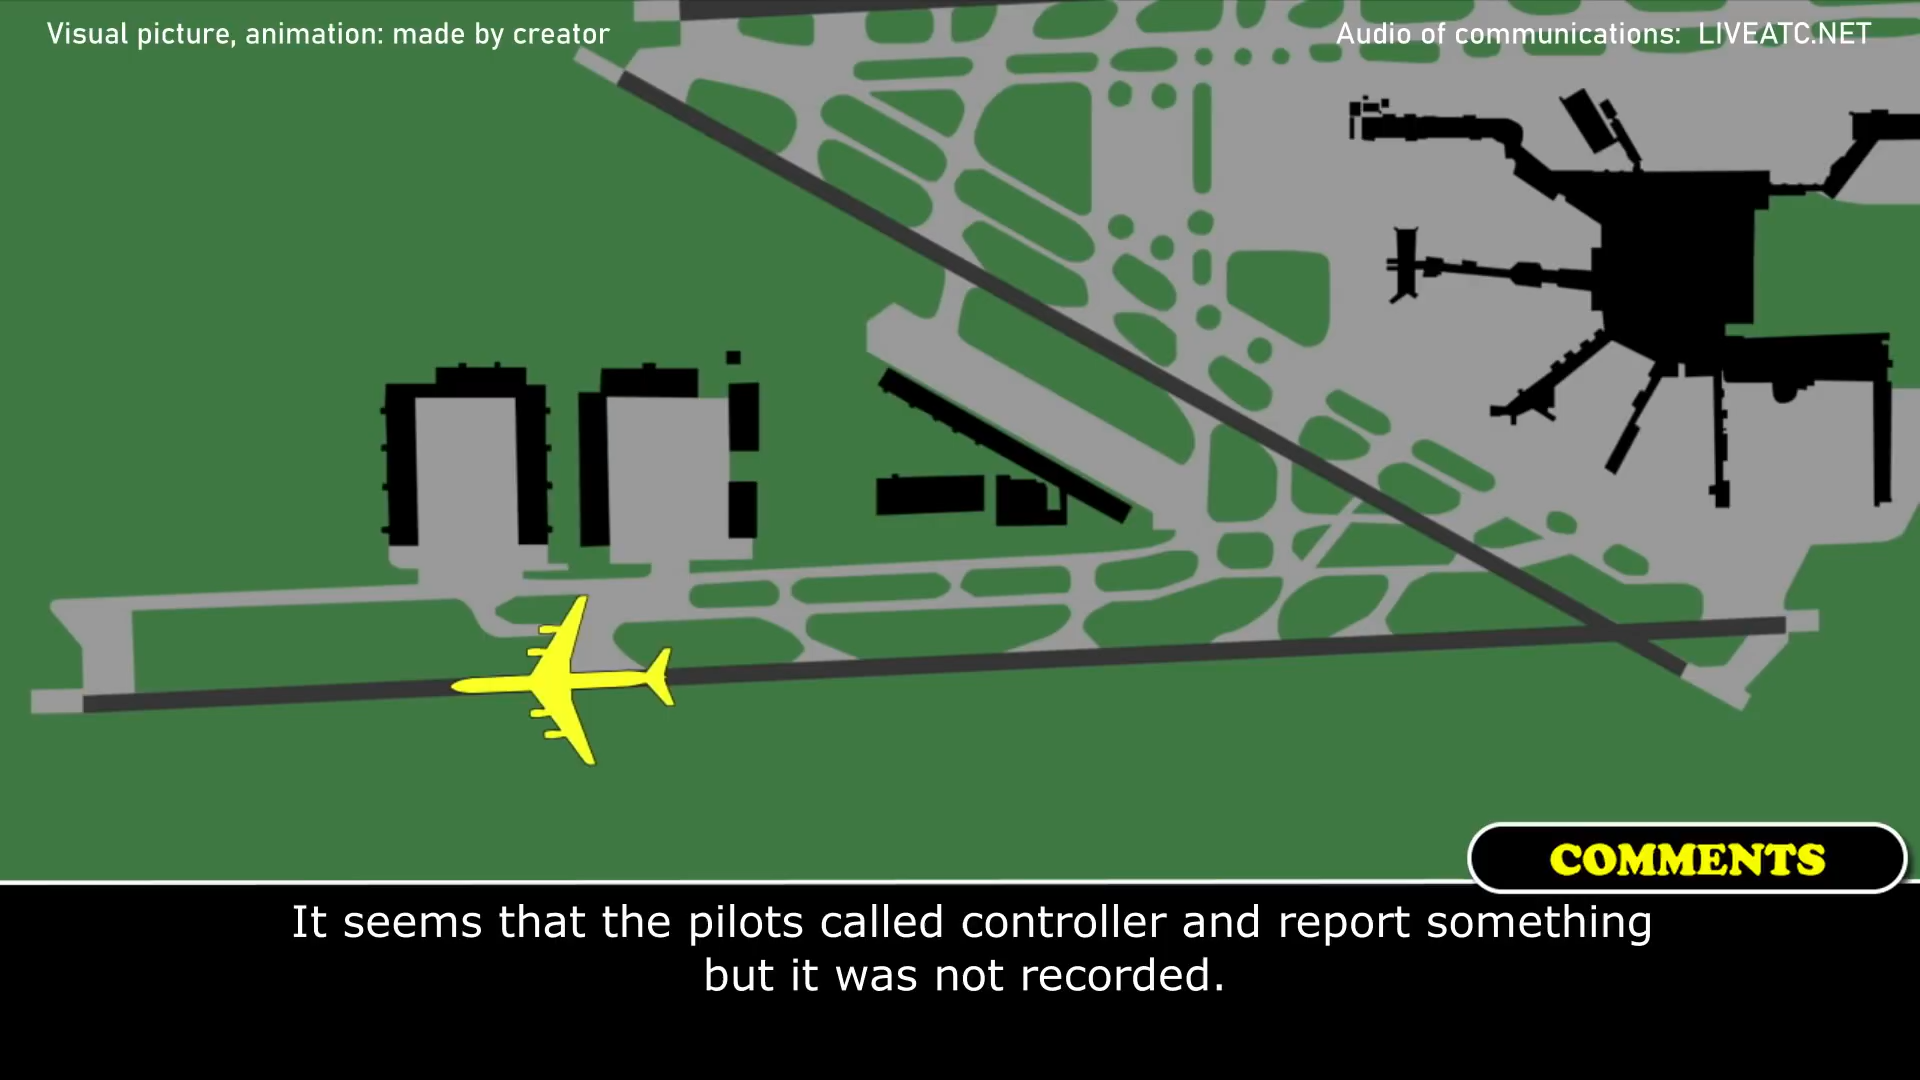 Visual picture, animation: made by creator
Audio of communications: LIVEATC.NET
COMMENTS
It seems that the pilots called controller and report something
but it was not recorded.